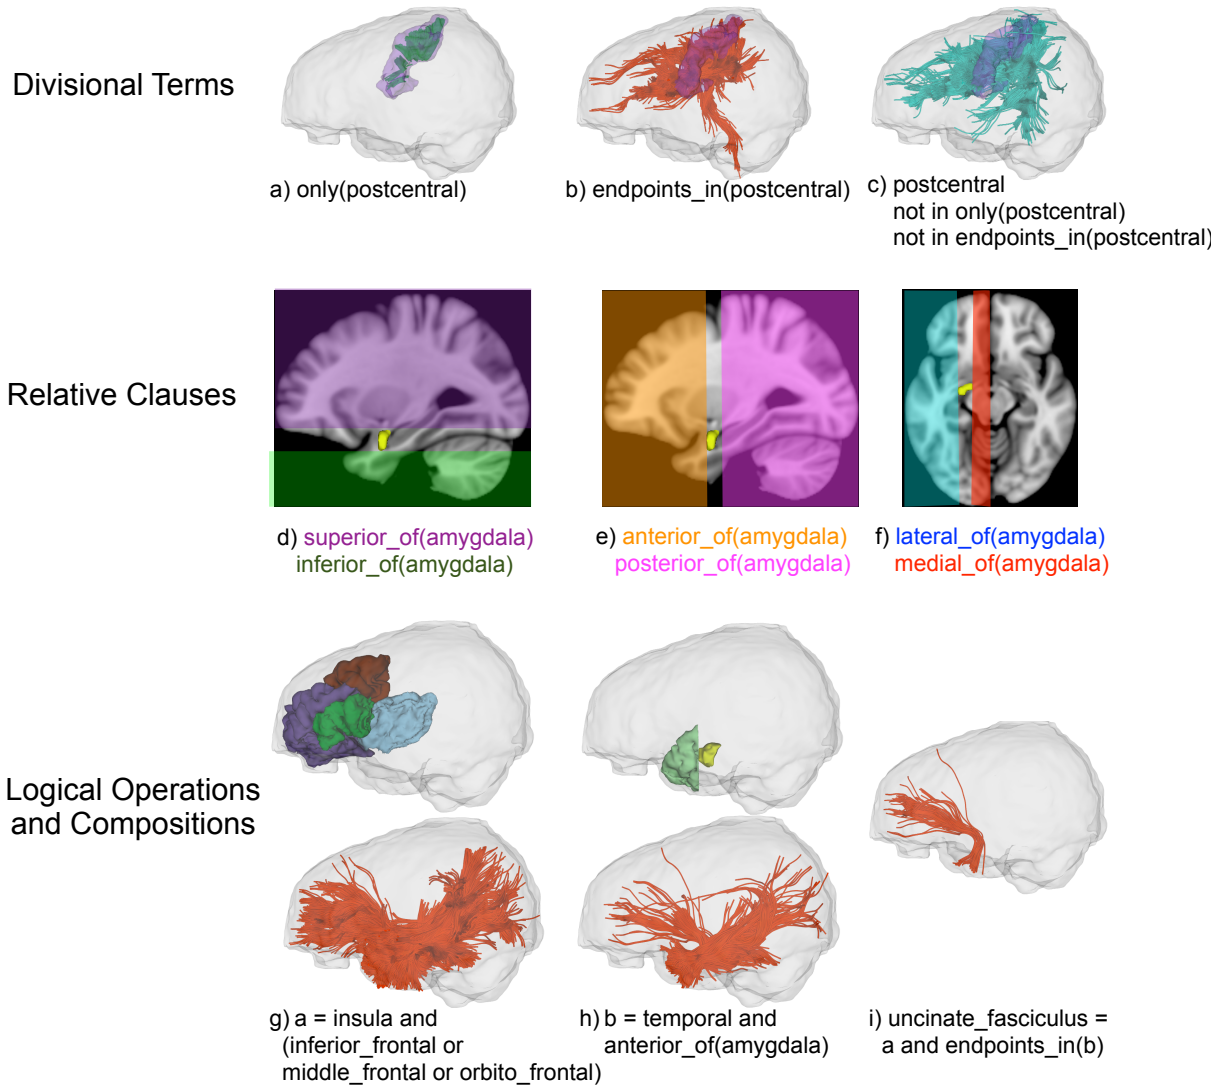 Divisional Terms
a) only(postcentral)
b) endpoints_in(postcentral)
c) postcentral
not in only(postcentral)
not in endpoints_in(postcentral)
Relative Clauses
d) superior_of(amygdala)
inferior_of(amygdala)
e) anterior_of(amygdala)
posterior_of(amygdala)
f) lateral_of(amygdala)
medial_of(amygdala)
Logical Operations
and Compositions
g) a = insula and
(inferior_frontal or
middle_frontal or orbito_frontal)
h) b = temporal and
anterior_of(amygdala)
i) uncinate_fasciculus =
a and endpoints_in(b)